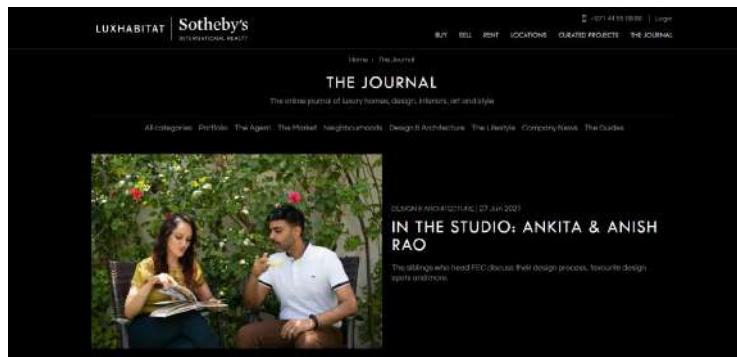 LUXHABITAT
Sotheby's
INTERNATIONAL REALTY
Login
BUY SELL RENT LOCATIONS CURATED PROJECTS THE JOURNAL
Home The Journal
THE JOURNAL
The online journal of luxury homes, design, interiors, art and style
All categories Portfolio The Agent The Market Neighbourhoods Design & Architecture The Lifestyle Company News The Guides
DESIGN & ARCHITECTURE | 27 Jun 2021
IN THE STUDIO: ANKITA & ANISH
RAO
The siblings who head FEC discuss their design process, favourite design
spots and more.